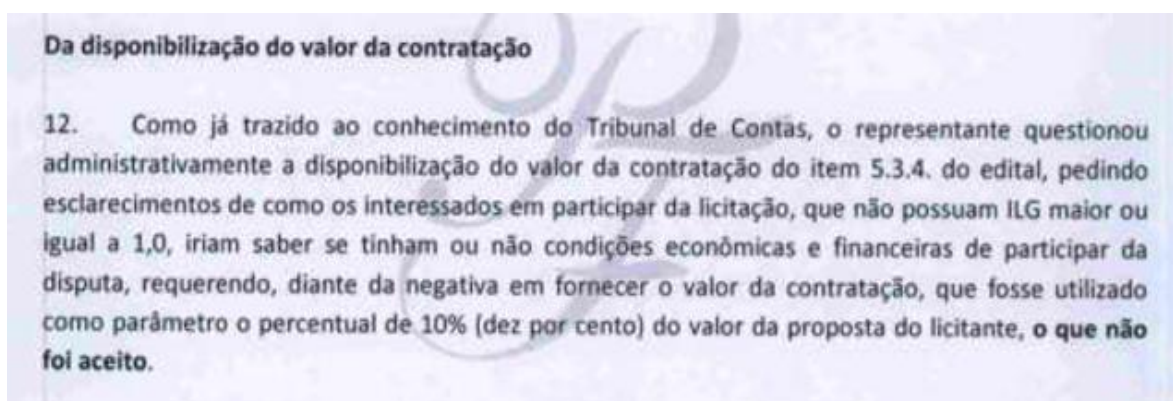 Da disponibilização do valor da contratação
12. Como já trazido ao conhecimento do Tribunal de Contas, o representante questionou
administrativamente a disponibilização do valor da contratação do item 5.3.4. do edital, pedindo
esclarecimentos de como os interessados em participar da licitação, que não possuam ILG maior ou
igual a 1,0, iriam saber se tinham ou não condições econômicas e financeiras de participar da
disputa, requerendo, diante da negativa em fornecer o valor da contratação, que fosse utilizado
como parâmetro o percentual de 10% (dez por cento) do valor da proposta do licitante, o que não
foi aceito.